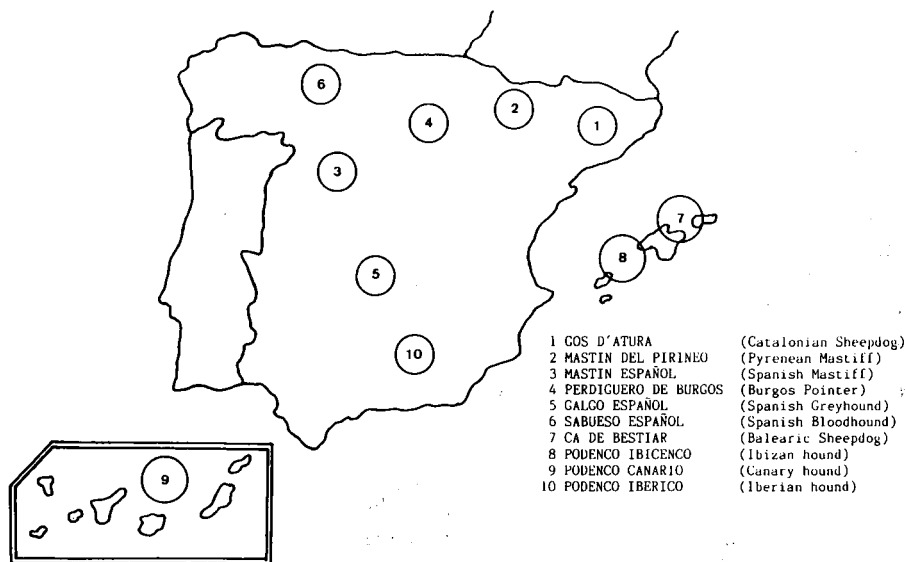 6
2
4
1
3
7
8
5
10
9
1 GOS D'ATURA (Catalonian Sheepdog)
2 MASTIN DEL PIRINEO (Pyrenean Mastiff)
3 MASTIN ESPAÑOL (Spanish Mastiff)
4 PERDIGUERO DE BURGOS (Burgos Pointer)
5 GALGO ESPAÑOL (Spanish Greyhound)
6 SABUESO ESPAÑOL (Spanish Bloodhound)
7 CA DE BESTIAR (Balearic Sheepdog)
8 PODENCO IBICENCO (Ibizan hound)
9 PODENCO CANARIO (Canary hound)
10 PODENCO IBERICO (Iberian hound)